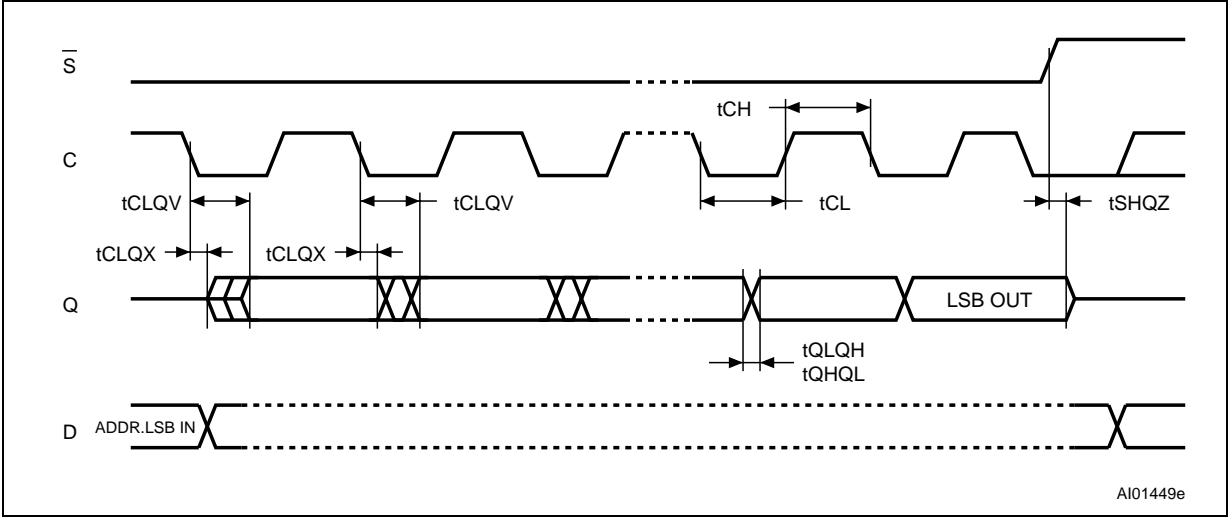 S
tCH
C
tCLQV
tCLQV
tCL
tSHQZ
tCLQX
tCLQX
Q
LSB OUT
tQLQH
tQHQL
D
ADDR.LSB IN
AI01449e